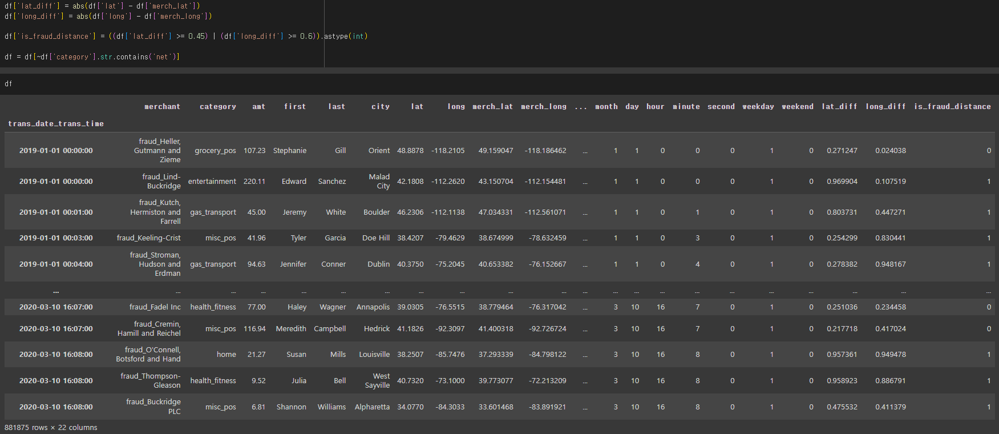 df['lat_diff'] = abs(df['lat'] - df['merch_lat'])
df['long_diff'] = abs(df['long'] - df['merch_long'])
df['is_fraud_distance'] = ((df['lat_diff'] >= 0.45) | (df['long_diff'] >= 0.6)).astype(int)
df = df[~df['category'].str.contains('net')]
df
merchant category amt first last city lat long merch_lat merch_long ... month day hour minute second weekday weekend lat_diff long_diff is_fraud_distance
trans_date_trans_time
fraud_Heller,
2019-01-01 00:00:00 Gutmann and grocery_pos 107.23 Stephanie Gill Orient 48.8878 -118.2105 49.159047 -118.186462 ... 1 1 0 0 0 1 0 0.271247 0.024038 0
Zieme
fraud_Lind- Malad
2019-01-01 00:00:00 entertainment 220.11 Edward Sanchez 42.1808 -112.2620 43.150704 -112.154481 ... 1 1 0 0 0 1 0 0.969904 0.107519 1
Buckridge City
fraud_Kutch,
2019-01-01 00:01:00 Hermiston and gas_transport 45.00 Jeremy White Boulder 46.2306 -112.1138 47.034331 -112.561071 ... 1 1 0 1 0 1 0 0.803731 0.447271 1
Farrell
2019-01-01 00:03:00 fraud_Keeling-Crist misc_pos 41.96 Tyler Garcia Doe Hill 38.4207 -79.4629 38.674999 -78.632459 ... 1 1 0 3 0 1 0 0.254299 0.830441 1
fraud_Stroman,
2019-01-01 00:04:00 Hudson and gas_transport 94.63 Jennifer Conner Dublin 40.3750 -75.2045 40.653382 -76.152667 ... 1 1 0 4 0 1 0 0.278382 0.948167 1
Erdman
... ... ... ... ... ... ... ... ... ... ... ... ... ... ... ... ... ... ... ... ... ...
2020-03-10 16:07:00 fraud_Fadel Inc health_fitness 77.00 Haley Wagner Annapolis 39.0305 -76.5515 38.779464 -76.317042 ... 3 10 16 7 0 1 0 0.251036 0.234458 0
fraud_Cremin,
2020-03-10 16:07:00 misc_pos 116.94 Meredith Campbell Hedrick 41.1826 -92.3097 41.400318 -92.726724 ... 3 10 16 7 0 1 0 0.217718 0.417024 0
Hamill and Reichel
fraud_O'Connell,
2020-03-10 16:08:00 home 21.27 Susan Mills Louisville 38.2507 -85.7476 37.293339 -84.798122 ... 3 10 16 8 0 1 0 0.957361 0.949478 1
Botsford and Hand
fraud_Thompson- West
2020-03-10 16:08:00 health_fitness 9.52 Julia Bell 40.7320 -73.1000 39.773077 -72.213209 ... 3 10 16 8 0 1 0 0.958923 0.886791 1
Gleason Sayville
fraud_Buckridge
2020-03-10 16:08:00 misc_pos 6.81 Shannon Williams Alpharetta 34.0770 -84.3033 33.601468 -83.891921 ... 3 10 16 8 0 1 0 0.475532 0.411379 1
PLC
881875 rows × 22 columns